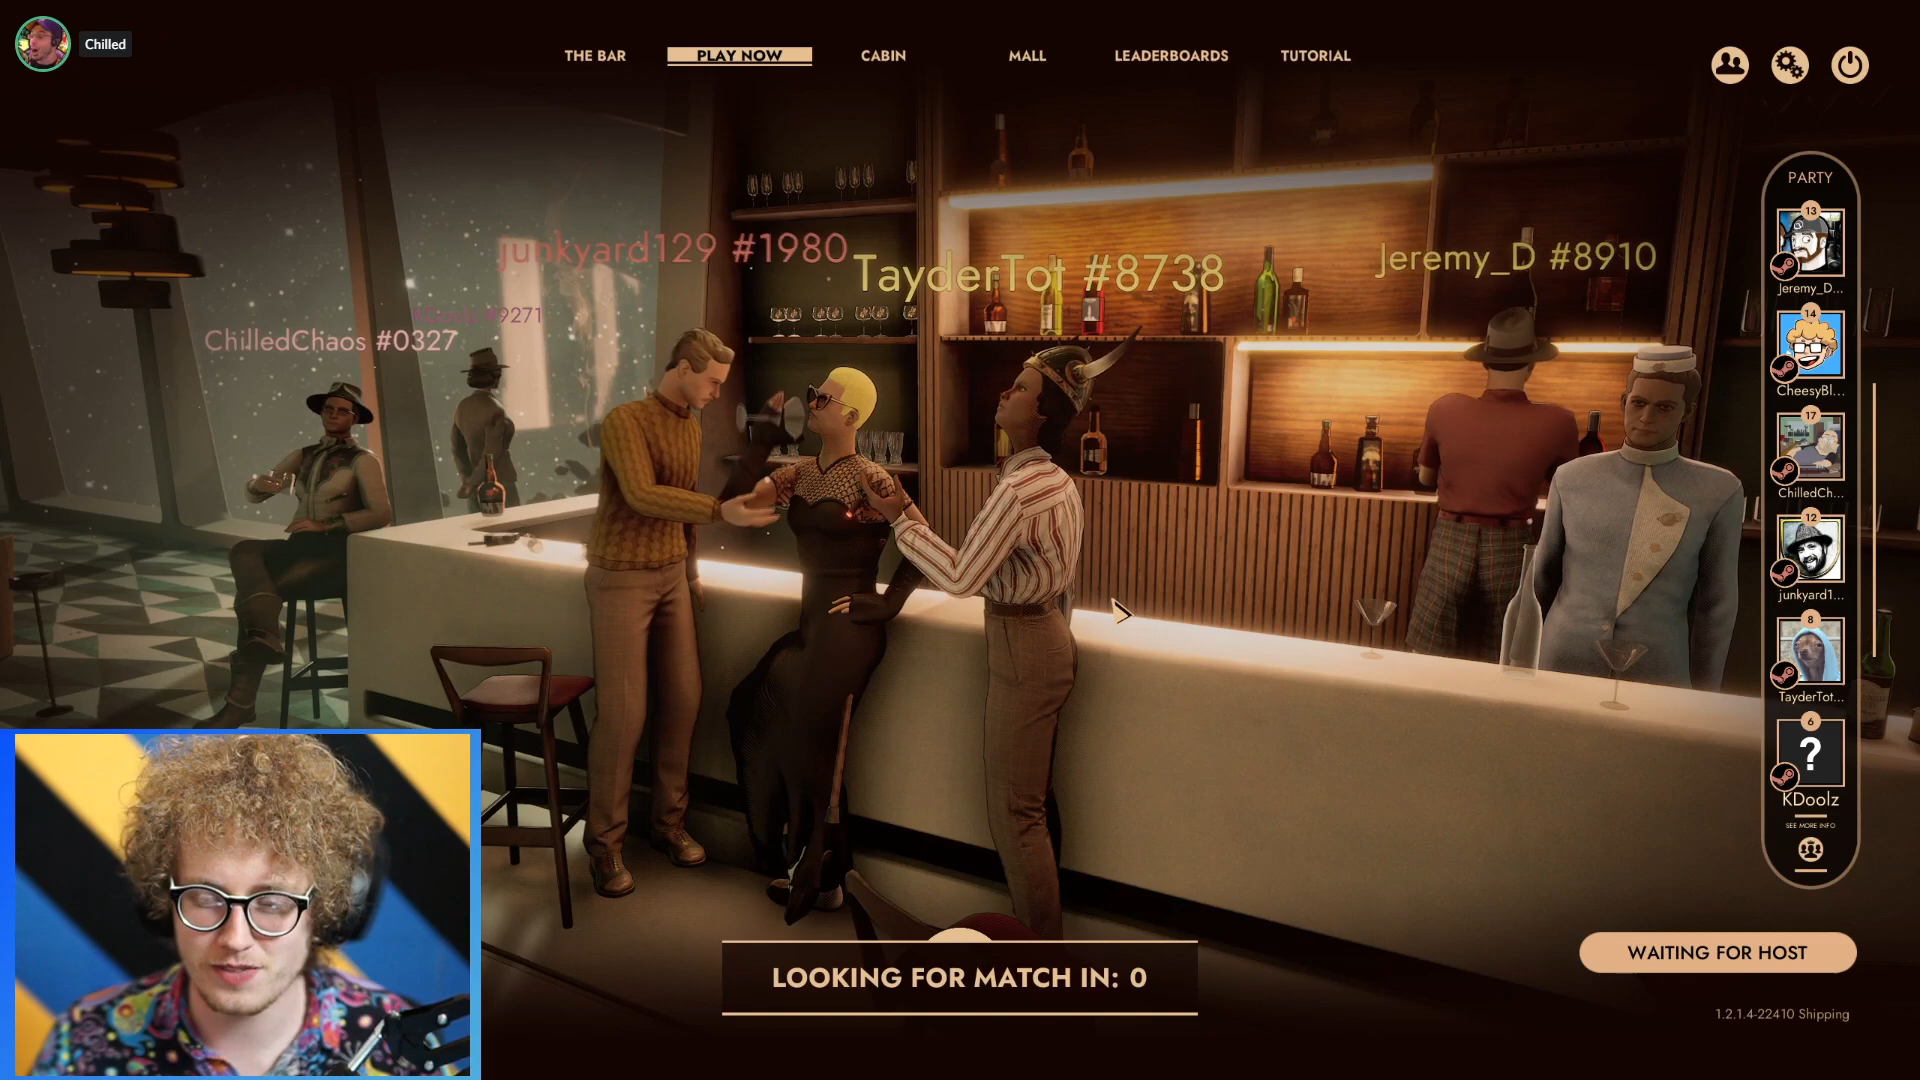 Chilled
THE BAR
PLAY NOW
CABIN
MALL
LEADERBOARDS
TUTORIAL
PARTY
13
Jeremy_D...
14
CheesyBl...
17
ChilledCh...
12
junkyard1...
8
TayderTot...
6
?
KDoolz
SEE MORE INFO
junkyard129 #1980
TayderTot #8738
Jeremy_D #8910
KDoolz #9271
ChilledChaos #0327
LOOKING FOR MATCH IN: 0
WAITING FOR HOST
1.2.1.4-22410 Shipping